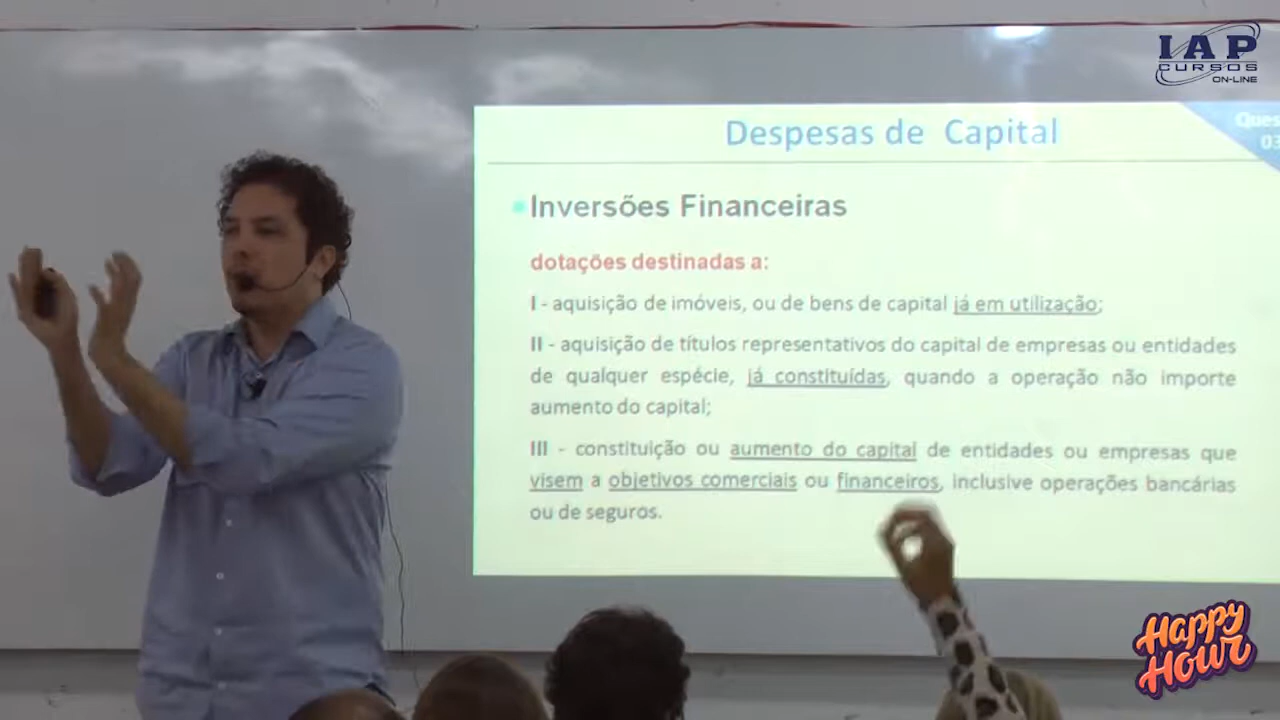 IAP
CURSOS
ON-LINE
Despesas de Capital
03
Inversões Financeiras
dotações destinadas a:
I - aquisição de imóveis, ou de bens de capital já em utilização;
II - aquisição de títulos representativos do capital de empresas ou entidades
de qualquer espécie, já constituídas, quando a operação não importe
aumento do capital;
III - constituição ou aumento do capital de entidades ou empresas que
visem a objetivos comerciais ou financeiros, inclusive operações bancárias
ou de seguros.
Happy
Hour